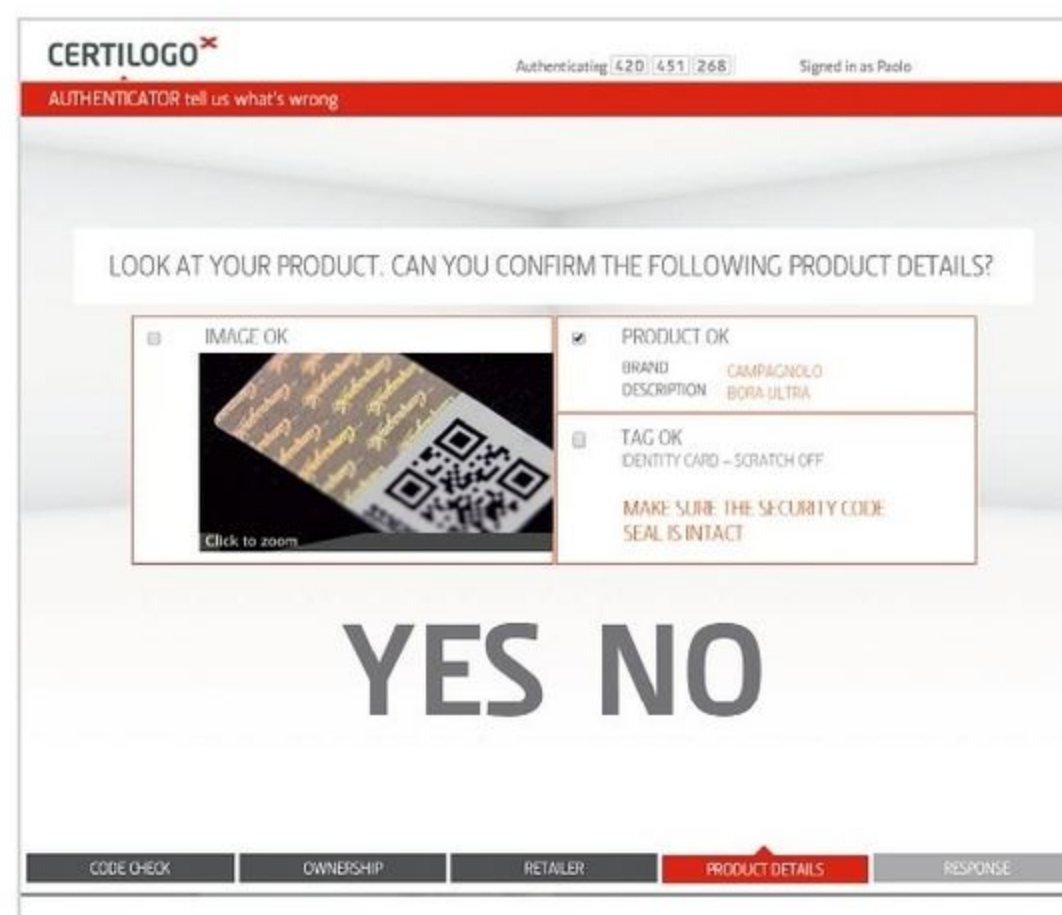 CERTILOGO
Authenticating 420 451 268
Signed in as Paolo
AUTHENTICATOR tell us what's wrong
LOOK AT YOUR PRODUCT. CAN YOU CONFIRM THE FOLLOWING PRODUCT DETAILS?
IMAGE OK
Click to zoom
PRODUCT OK
BRAND CAMPAGNOLO
DESCRIPTION BORA ULTRA
TAG OK
IDENTITY CARD – SCRATCH OFF
MAKE SURE THE SECURITY CODE
SEAL IS INTACT
YES NO
CODE CHECK
OWNERSHIP
RETAILER
PRODUCT DETAILS
RESPONSE